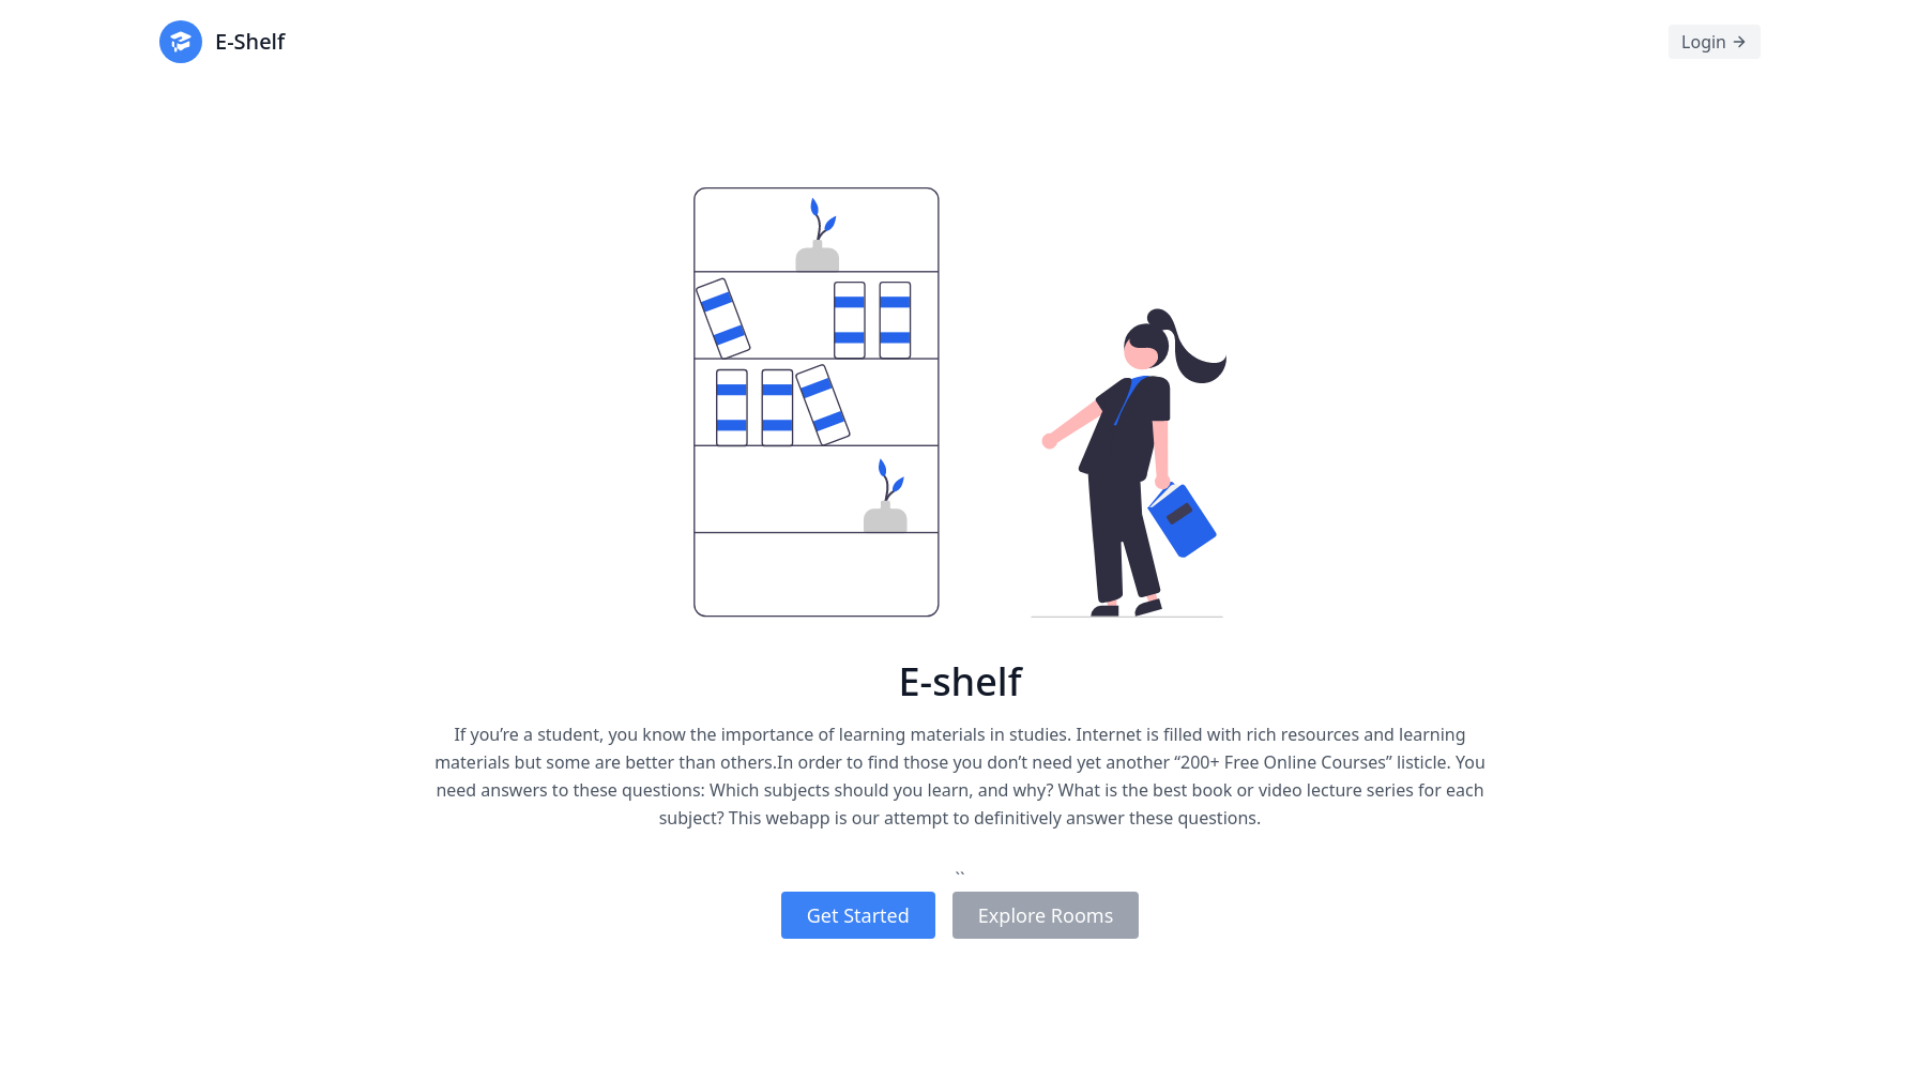 E-Shelf
Login →
E-shelf
If you’re a student, you know the importance of learning materials in studies. Internet is filled with rich resources and learning
materials but some are better than others.In order to find those you don’t need yet another “200+ Free Online Courses” listicle. You
need answers to these questions: Which subjects should you learn, and why? What is the best book or video lecture series for each
subject? This webapp is our attempt to definitively answer these questions.
``
Get Started
Explore Rooms